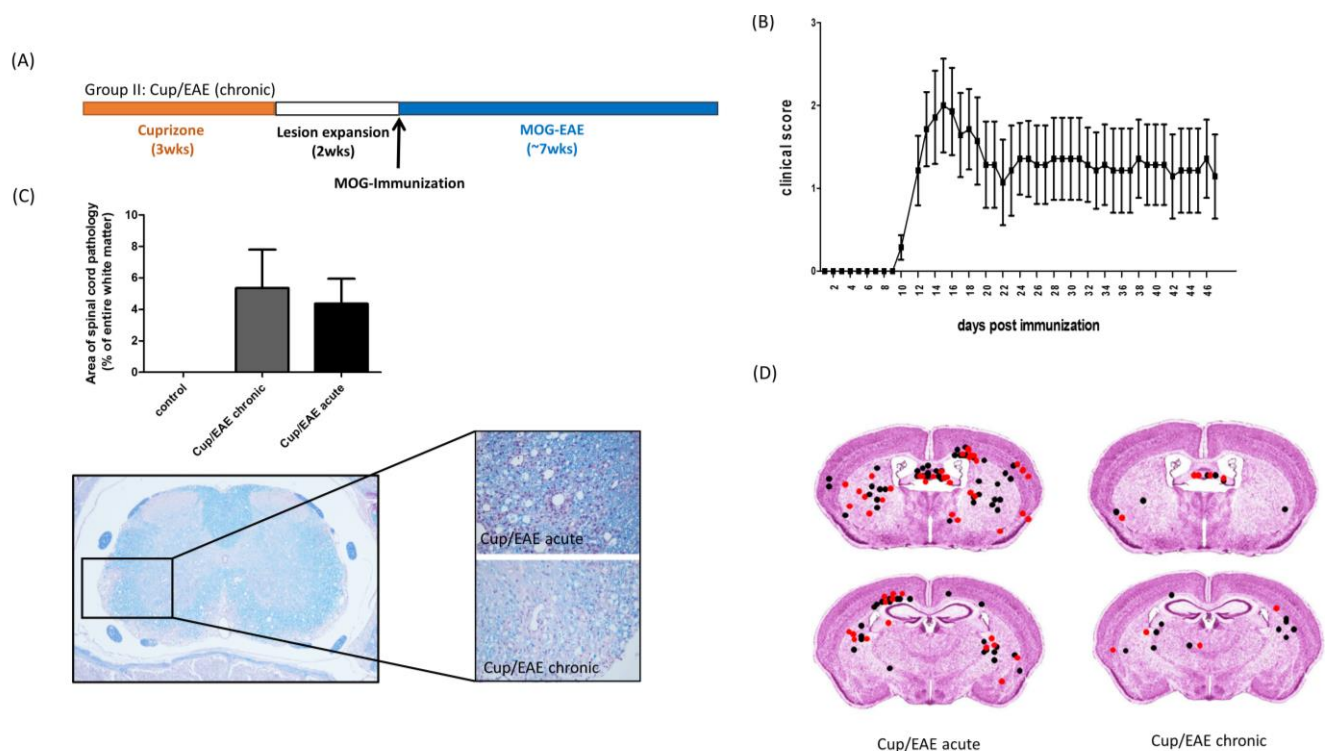 (A)
Group II: Cup/EAE (chronic)
Cuprizone
(3wks)
Lesion expansion
(2wks)
MOG-EAE
(~7wks)
MOG-Immunization
(B)
clinical score
3
2
1
0
2 4 6 8 10 12 14 16 18 20 22 24 26 28 30 32 34 36 38 40 42 44 46
days post immunization
(C)
Area of spinal cord pathology
(% of entire white matter)
10
8
6
4
2
0
control
Cup/EAE chronic
Cup/EAE acute
Cup/EAE acute
Cup/EAE chronic
(D)
Cup/EAE acute
Cup/EAE chronic